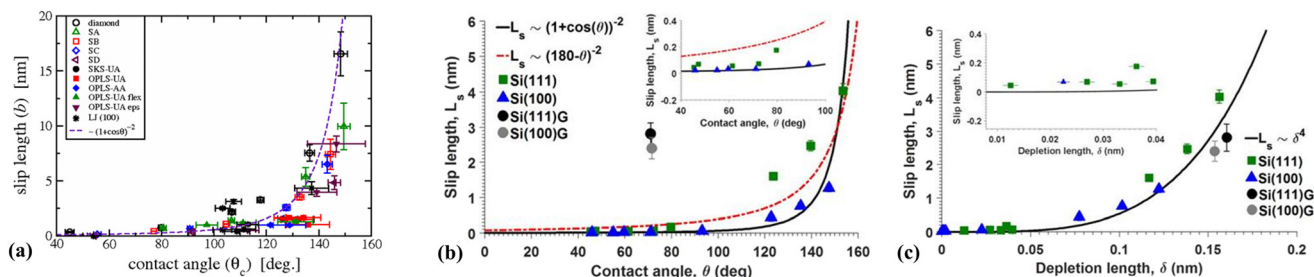 20
15
10
5
0
slip length (b) [nm]
diamond
SA
SB
SC
SD
SKS-UA
OPLS-UA
OPLS-AA
OPLS-UA flex
OPLS-UA eps
LJ (100)
~ (1+cosθ)⁻²
40 60 80 100 120 140 160
contact angle (θc) [deg.]
(a)
6
5
4
3
2
1
0
Slip length, Ls (nm)
Ls ~ (1+cos(θ))⁻²
Ls ~ (180-θ)⁻²
Si(111)
Si(100)
Si(111)G
Si(100)G
0.4
0.2
0
-0.2
Slip length, Ls (nm)
40 60 80 100
Contact angle, θ (deg)
0 20 40 60 80 100 120 140 160
Contact angle, θ (deg)
(b)
6
5
4
3
2
1
0
Slip length, Ls (nm)
0.4
0.2
0
-0.2
Slip length, Ls (nm)
0.01 0.02 0.03 0.04
Depletion length, δ (nm)
Ls ~ δ⁴
Si(111)
Si(100)
Si(111)G
Si(100)G
0 0.05 0.1 0.15 0.2
Depletion length, δ (nm)
(c)